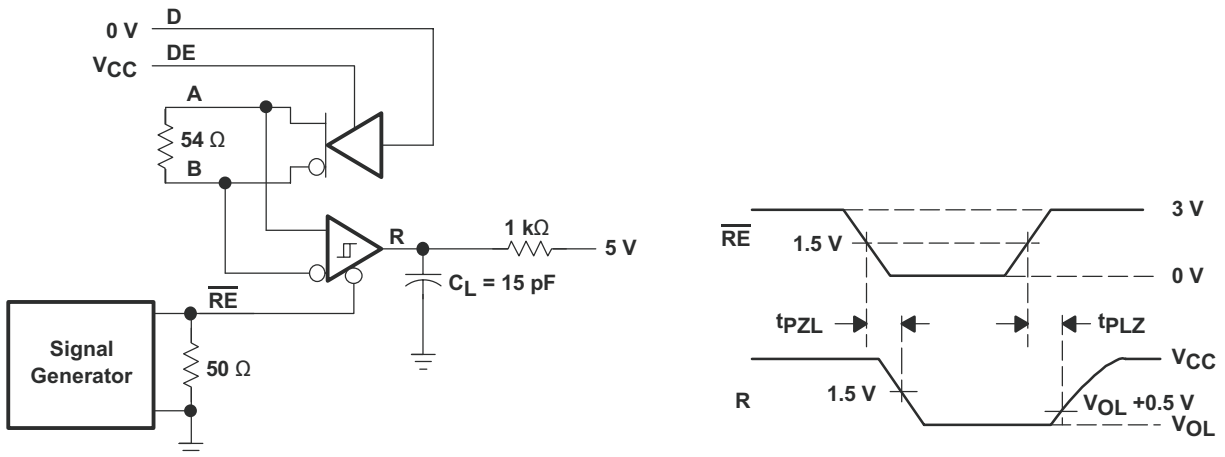 0 V D
VCC DE
A
54 Ω
B
R
1 kΩ
5 V
CL = 15 pF
RE
Signal
Generator
50 Ω
RE
3 V
1.5 V
0 V
tPZL
tPLZ
R
VCC
1.5 V
VOL +0.5 V
VOL